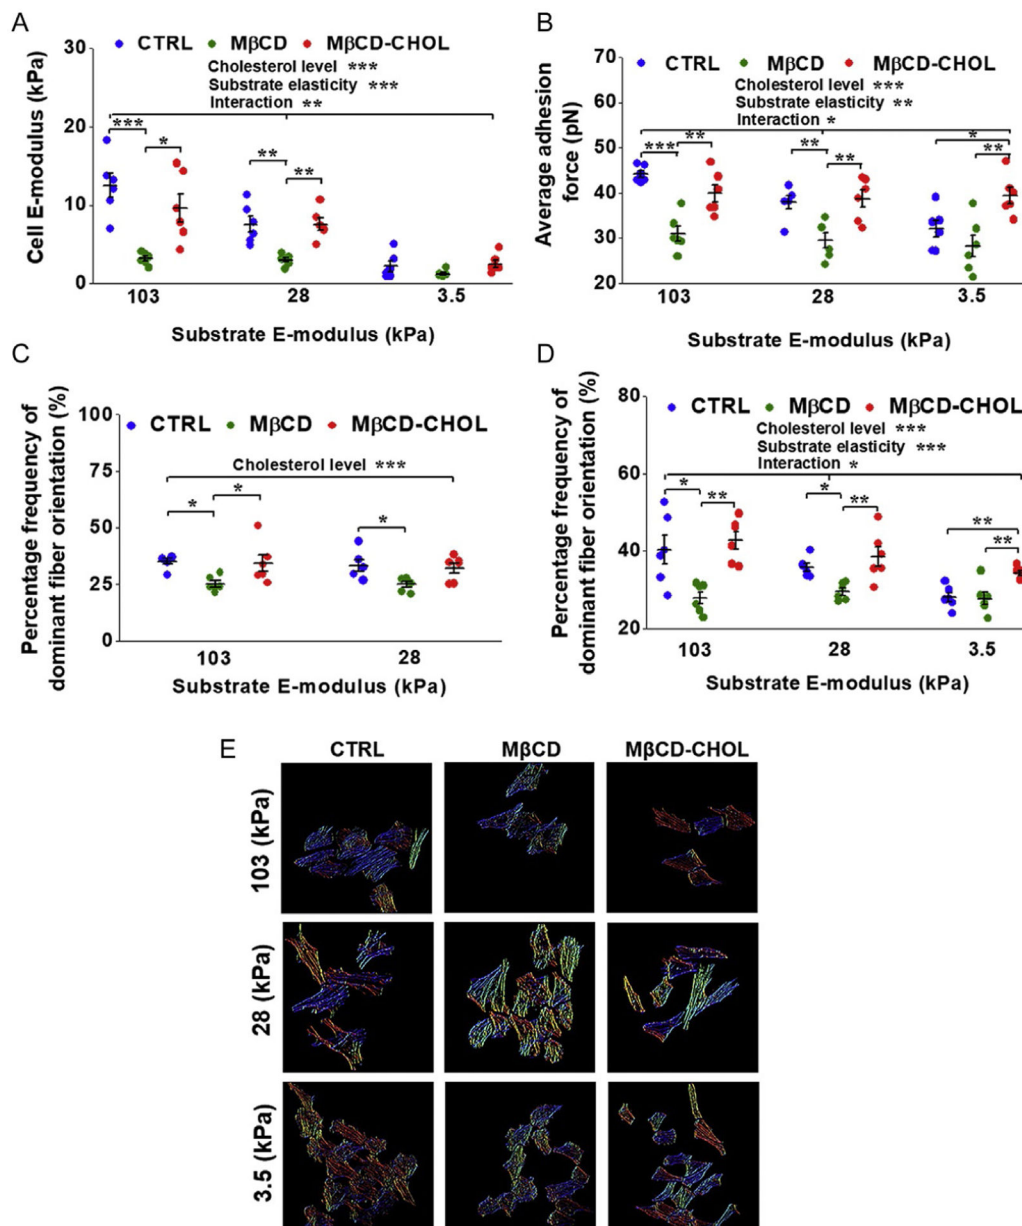 A
CTRL MβCD MβCD-CHOL
Cholesterol level ***
Substrate elasticity ***
Interaction **
*** * ** **
Cell E-modulus (kPa)
30
20
10
0
103 28 3.5
Substrate E-modulus (kPa)
B
CTRL MβCD MβCD-CHOL
Cholesterol level ***
Substrate elasticity **
Interaction *
*** ** ** ** * **
Average adhesion
force (pN)
70
60
50
40
30
20
103 28 3.5
Substrate E-modulus (kPa)
C
CTRL MβCD MβCD-CHOL
Cholesterol level ***
* * *
Percentage frequency of
dominant fiber orientation (%)
100
75
50
25
0
103 28
Substrate E-modulus (kPa)
D
CTRL MβCD MβCD-CHOL
Cholesterol level ***
Substrate elasticity ***
Interaction *
* ** * ** ** **
Percentage frequency of
dominant fiber orientation (%)
80
60
40
20
103 28 3.5
Substrate E-modulus (kPa)
E
CTRL MβCD MβCD-CHOL
103 (kPa)
28 (kPa)
3.5 (kPa)